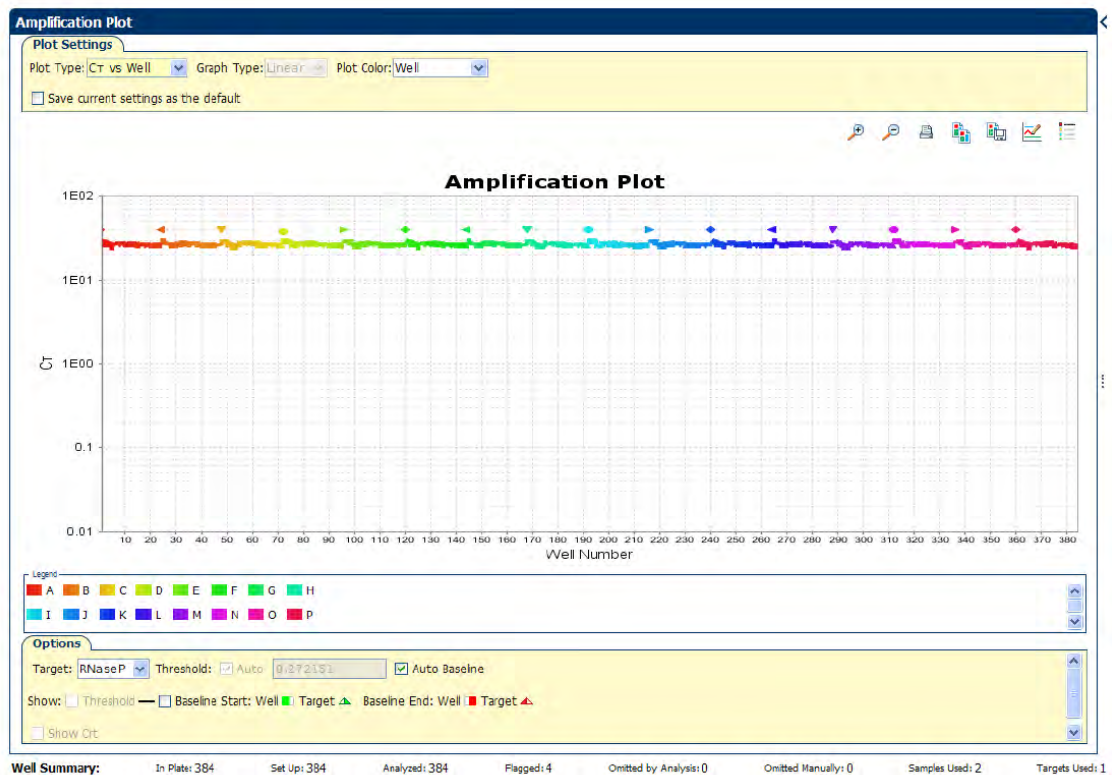 Amplification Plot
Plot Settings
Plot Type: CT vs Well Graph Type: Linear Plot Color: Well
Save current settings as the default
Amplification Plot
1E02
1E01
1E00
0.1
0.01
CT
10 20 30 40 50 60 70 80 90 100 110 120 130 140 150 160 170 180 190 200 210 220 230 240 250 260 270 280 290 300 310 320 330 340 350 360 370 380
Well Number
Legend
A B C D E F G H
I J K L M N O P
Options
Target: RNaseP Threshold: Auto 0.272151 Auto Baseline
Show: Threshold Baseline Start: Well Target Baseline End: Well Target
Show Crt
Well Summary: In Plate: 384 Set Up: 384 Analyzed: 384 Flagged: 4 Omitted by Analysis: 0 Omitted Manually: 0 Samples Used: 2 Targets Used: 1